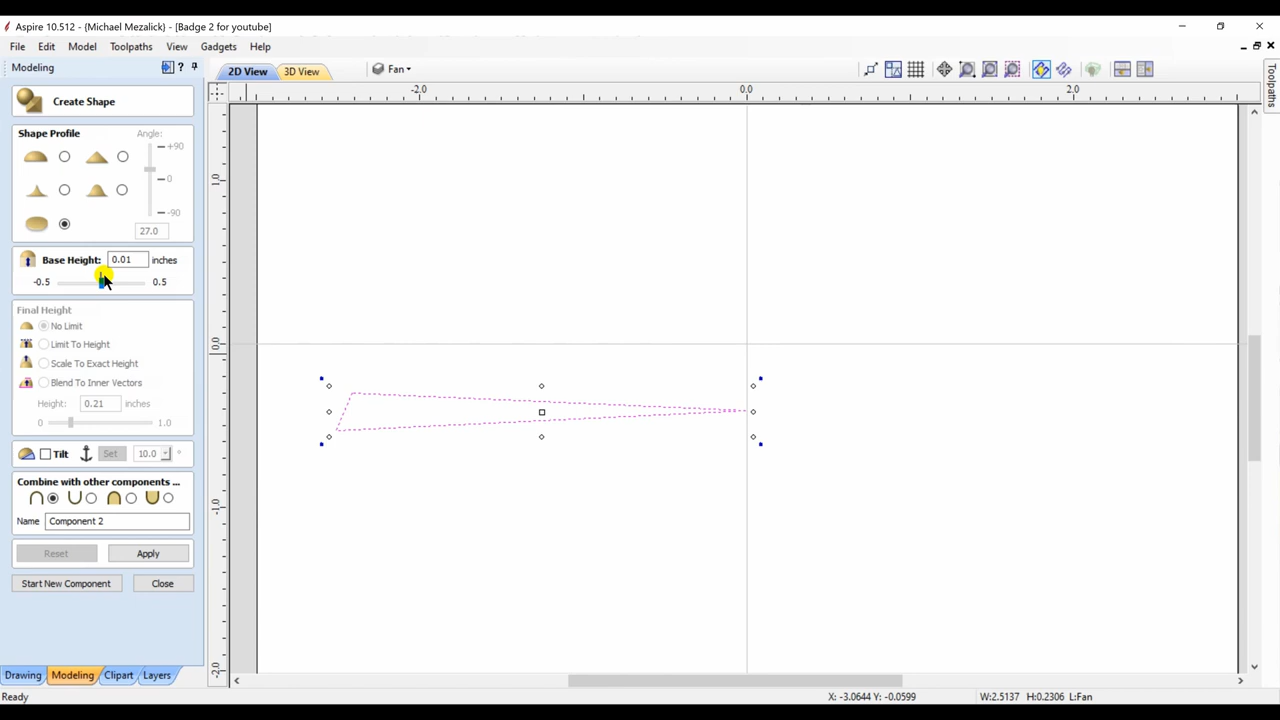 Aspire 10.512 - {Michael Mezalick} - [Badge 2 for youtube]
File Edit Model Toolpaths View Gadgets Help
Modeling
2D View 3D View Fan
Toolpaths
-2.0 0.0 2.0
Create Shape
Shape Profile Angle:
+90
0
-90
27.0
Base Height: 0.01 inches
-0.5 0.5
Final Height
No Limit
Limit To Height
Scale To Exact Height
Blend To Inner Vectors
Height: 0.21 inches
0 1.0
Tilt Set 10.0 °
Combine with other components ...
Name Component 2
Reset Apply
Start New Component Close
1.0
0.0
-1.0
-2.0
Drawing Modeling Clipart Layers
Ready X: -3.0644 Y: -0.0599 W:2.5137 H:0.2306 L:Fan